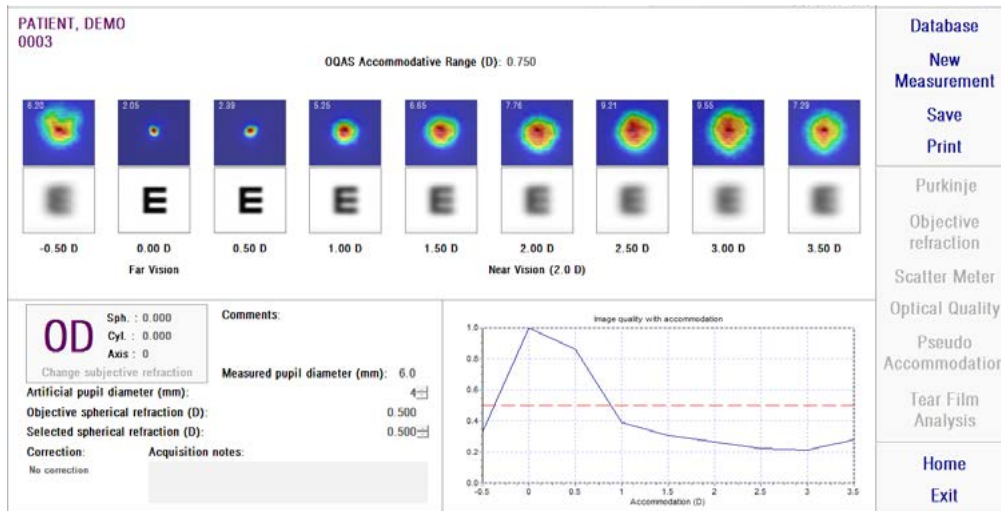 PATIENT, DEMO
0003
OQAS Accommodative Range (D): 0.750
6.20 2.05 2.39 5.25 6.65 7.76 9.21 9.55 7.29
E E E E E E E E E
-0.50 D 0.00 D 0.50 D 1.00 D 1.50 D 2.00 D 2.50 D 3.00 D 3.50 D
Far Vision Near Vision (2.0 D)
OD
Sph. : 0.000
Cyl. : 0.000
Axis : 0
Change subjective refraction
Comments:
Measured pupil diameter (mm): 6.0
Artificial pupil diameter (mm): 4
Objective spherical refraction (D): 0.500
Selected spherical refraction (D): 0.500
Correction: Acquisition notes:
No correction
Image quality with accommodation
1.0
0.8
0.6
0.4
0.2
0.0
-0.5 0 0.5 1 1.5 2 2.5 3 3.5
Accommodation (D)
Database
New
Measurement
Save
Print
Purkinje
Objective
refraction
Scatter Meter
Optical Quality
Pseudo
Accommodation
Tear Film
Analysis
Home
Exit